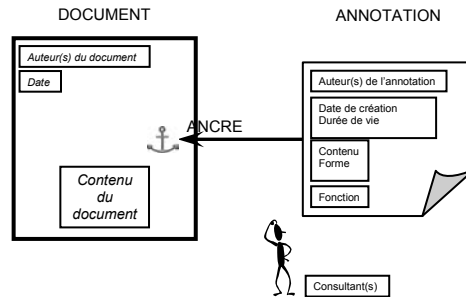 DOCUMENT
ANNOTATION
Auteur(s) du document
Date
ANCRE
Contenu
du
document
Auteur(s) de l'annotation
Date de création
Durée de vie
Contenu
Forme
Fonction
Consultant(s)